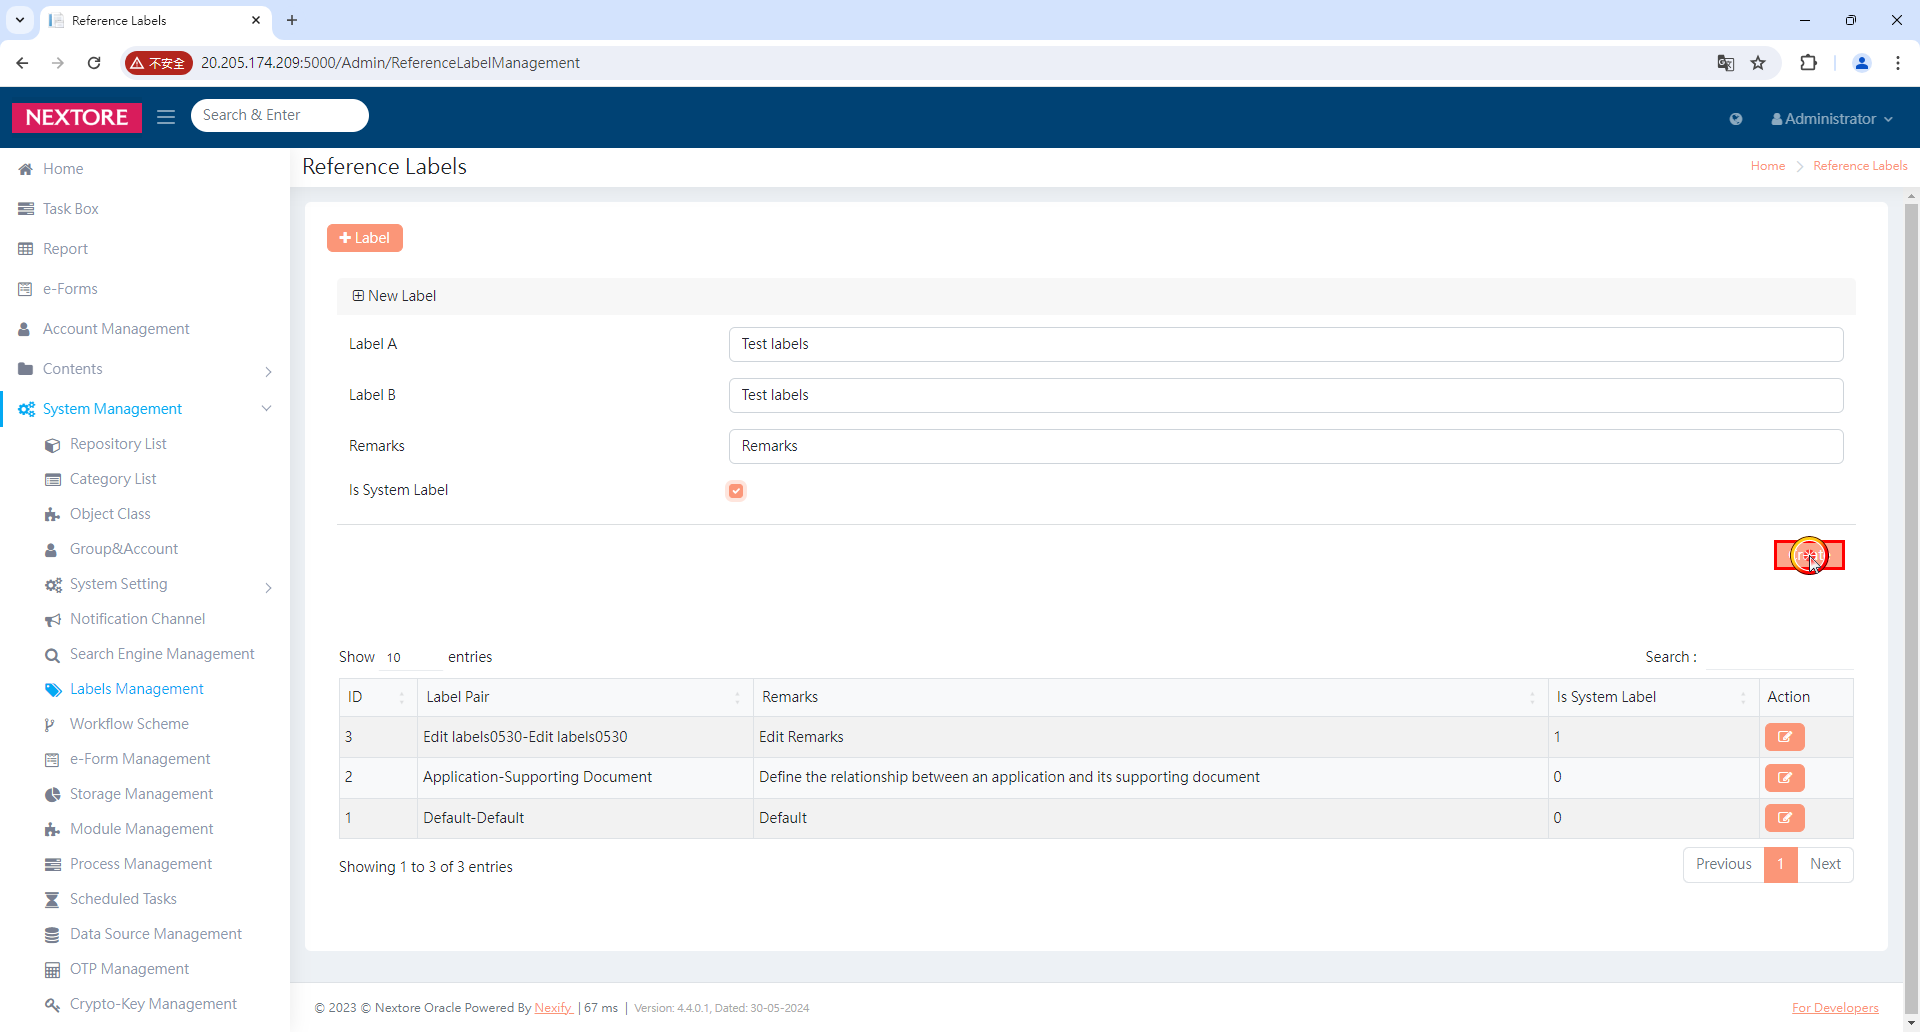 Reference Labels
不安全 20.205.174.209:5000/Admin/ReferenceLabelManagement
NEXTORE Search & Enter Administrator
Home
Task Box
Report
e-Forms
Account Management
Contents
System Management
Repository List
Category List
Object Class
Group&Account
System Setting
Notification Channel
Search Engine Management
Labels Management
Workflow Scheme
e-Form Management
Storage Management
Module Management
Process Management
Scheduled Tasks
Data Source Management
OTP Management
Crypto-Key Management
Reference Labels Home Reference Labels
Label
New Label
Label A Test labels
Label B Test labels
Remarks Remarks
Is System Label
Show 10 entries Search :
ID Label Pair Remarks Is System Label Action
3 Edit labels0530-Edit labels0530 Edit Remarks 1
2 Application-Supporting Document Define the relationship between an application and its supporting document 0
1 Default-Default Default 0
Showing 1 to 3 of 3 entries Previous 1 Next
© 2023 © Nextore Oracle Powered By Nexify | 67 ms | Version: 4.4.0.1, Dated: 30-05-2024 For Developers